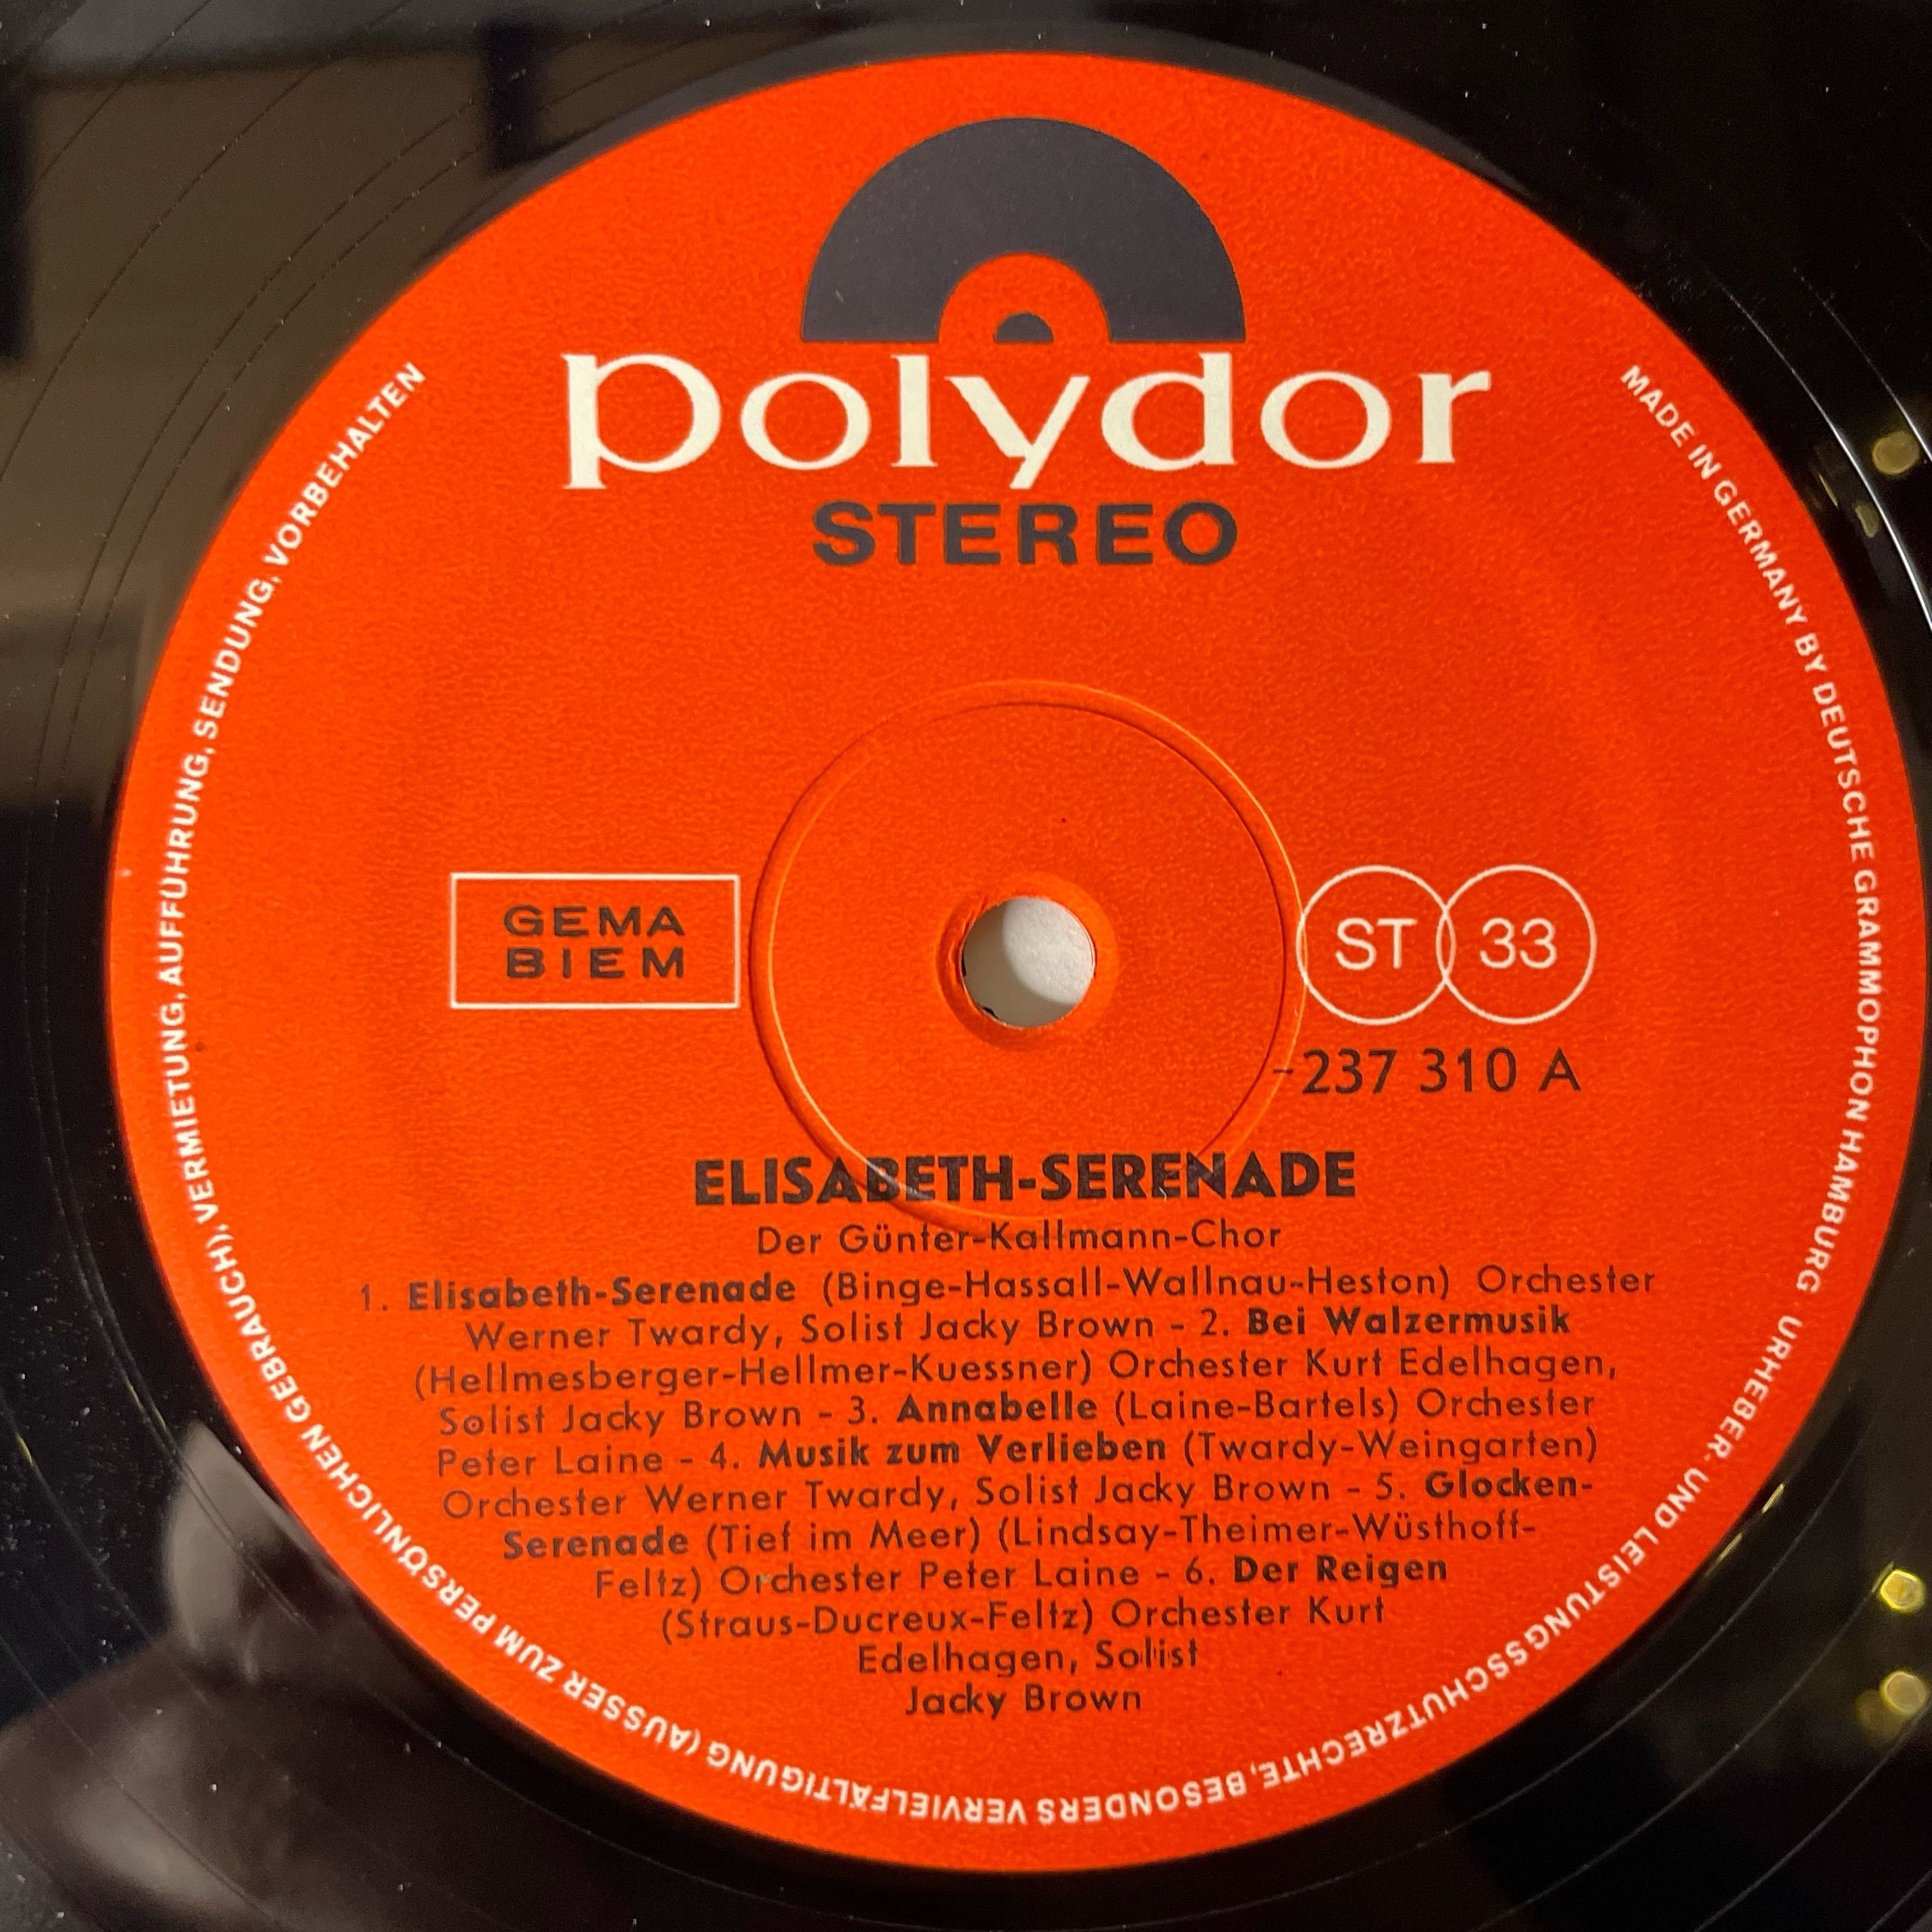 polydor
STEREO
GEMA
BIEM
ST 33
-237 310 A
ELISABETH-SERENADE
Der Günter-Kallmann-Chor
1. Elisabeth-Serenade (Binge-Hassall-Wallnau-Heston) Orchester
Werner Twardy, Solist Jacky Brown - 2. Bei Walzermusik
(Hellmesberger-Hellmer-Kuessner) Orchester Kurt Edelhagen,
Solist Jacky Brown - 3. Annabelle (Laine-Bartels) Orchester
Peter Laine - 4. Musik zum Verlieben (Twardy-Weingarten)
Orchester Werner Twardy, Solist Jacky Brown - 5. Glocken-
Serenade (Tief im Meer) (Lindsay-Theimer-Wüsthoff-
Feltz) Orchester Peter Laine - 6. Der Reigen
(Straus-Ducreux-Feltz) Orchester Kurt
Edelhagen, Solist
Jacky Brown
MADE IN GERMANY BY DEUTSCHE GRAMMOPHON HAMBURG · URHEBER- UND LEISTUNGSSCHUTZRECHTE, BESONDERS VERVIELFÄLTIGUNG (AUSSER ZUM PERSÖNLICHEN GEBRAUCH), VERMIETUNG, AUFFÜHRUNG, SENDUNG, VORBEHALTEN